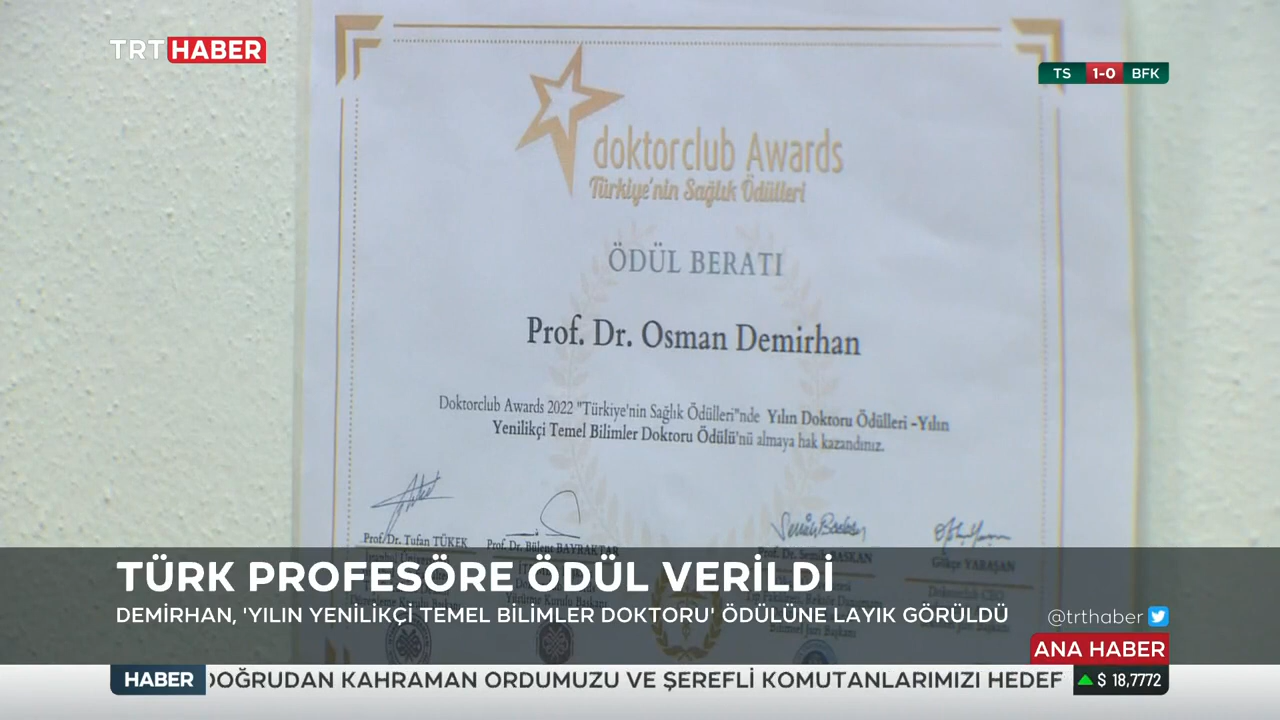 TRT HABER
TS 1-0 BFK
doktorclub Awards
Türkiye'nin Sağlık Ödülleri
ÖDÜL BERATI
Prof. Dr. Osman Demirhan
Doktorclub Awards 2022 "Türkiye'nin Sağlık Ödülleri"nde Yılın Doktoru Ödülleri -Yılın
Yenilikçi Temel Bilimler Doktoru Ödülü'nü almaya hak kazandınız.
Prof. Dr. Tufan TÜKEK
Prof. Dr. Bülent BAYRAKTAR
Prof. Dr. Semih BASKAN
Gökçe YARAŞAN
TÜRK PROFESÖRE ÖDÜL VERİLDİ
DEMİRHAN, 'YILIN YENİLİKÇİ TEMEL BİLİMLER DOKTORU' ÖDÜLÜNE LAYIK GÖRÜLDÜ
@trthaber
ANA HABER
HABER DOĞRUDAN KAHRAMAN ORDUMUZU VE ŞEREFLİ KOMUTANLARIMIZI HEDEF
$ 18,7772